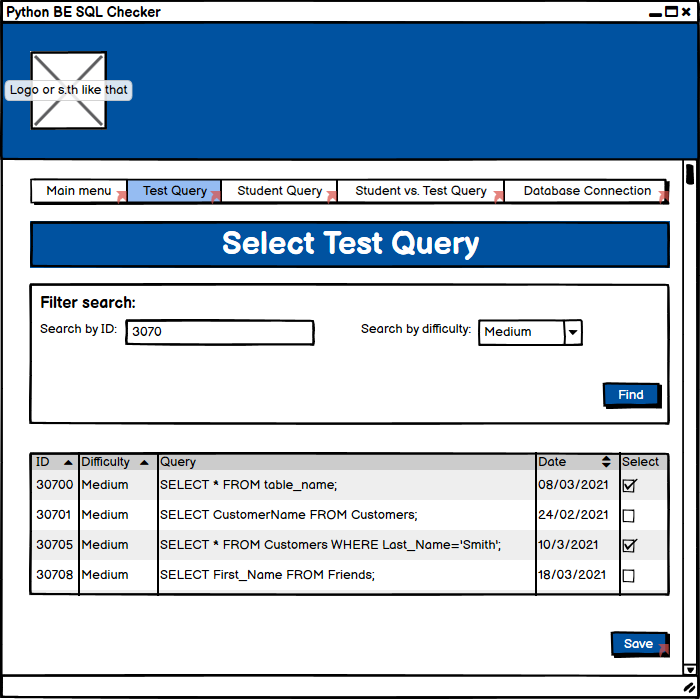 Python BE SQL Checker
Logo or s.th like that
Main menu Test Query Student Query Student vs. Test Query Database Connection
Select Test Query
Filter search:
Search by ID: 3070 Search by difficulty: Medium
Find
ID Difficulty Query Date Select
30700 Medium SELECT * FROM table_name; 08/03/2021
30701 Medium SELECT CustomerName FROM Customers; 24/02/2021
30705 Medium SELECT * FROM Customers WHERE Last_Name='Smith'; 10/3/2021
30708 Medium SELECT First_Name FROM Friends; 18/03/2021
Save